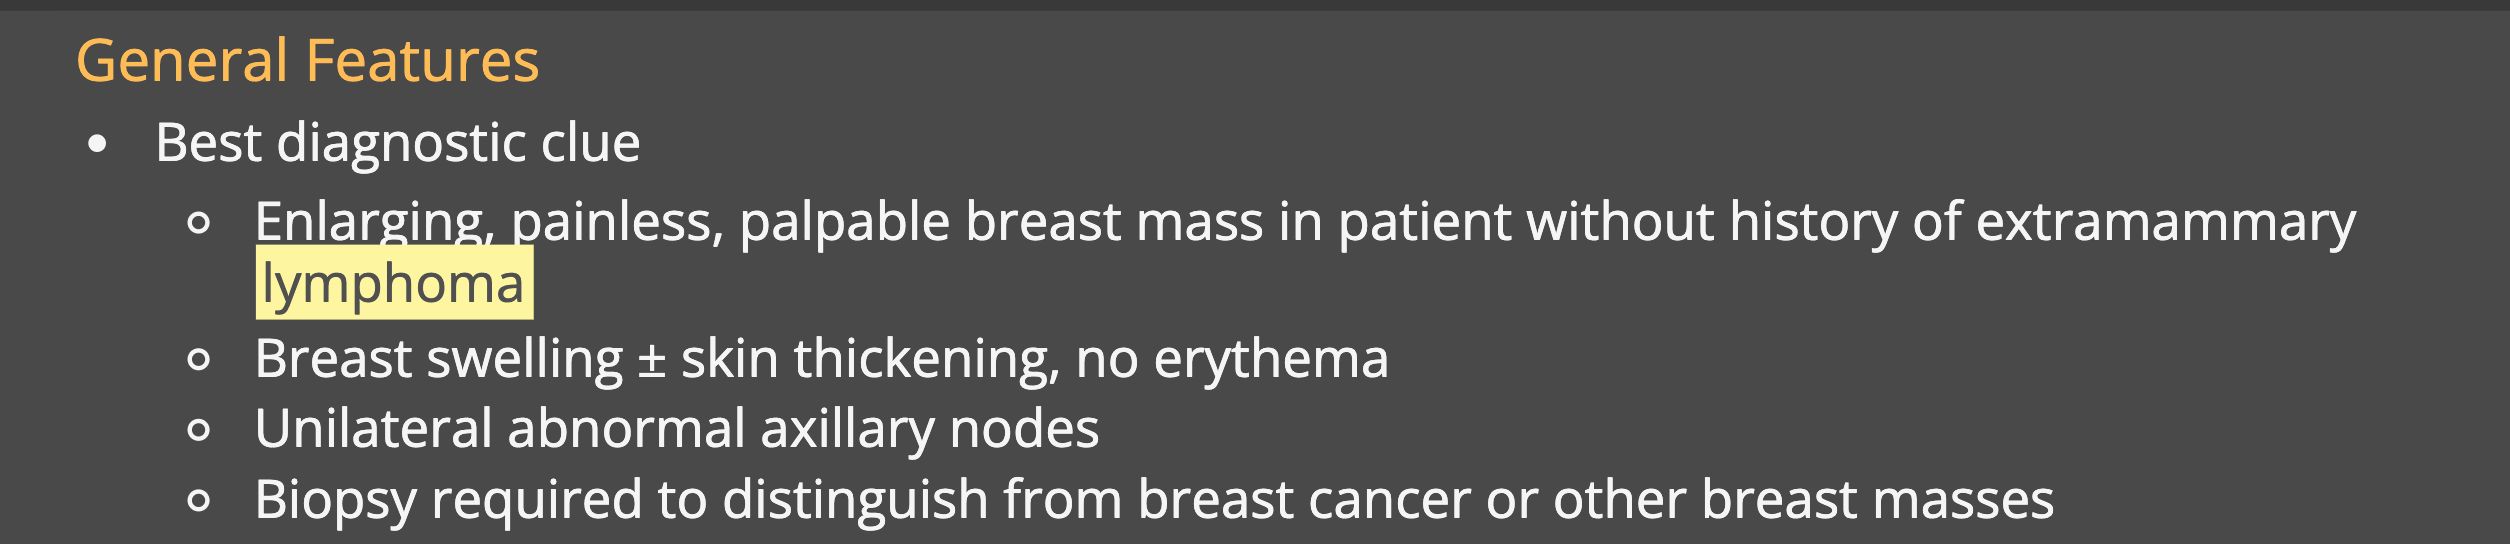 General Features
• Best diagnostic clue
○ Enlarging, painless, palpable breast mass in patient without history of extramammary
lymphoma
○ Breast swelling ± skin thickening, no erythema
○ Unilateral abnormal axillary nodes
○ Biopsy required to distinguish from breast cancer or other breast masses